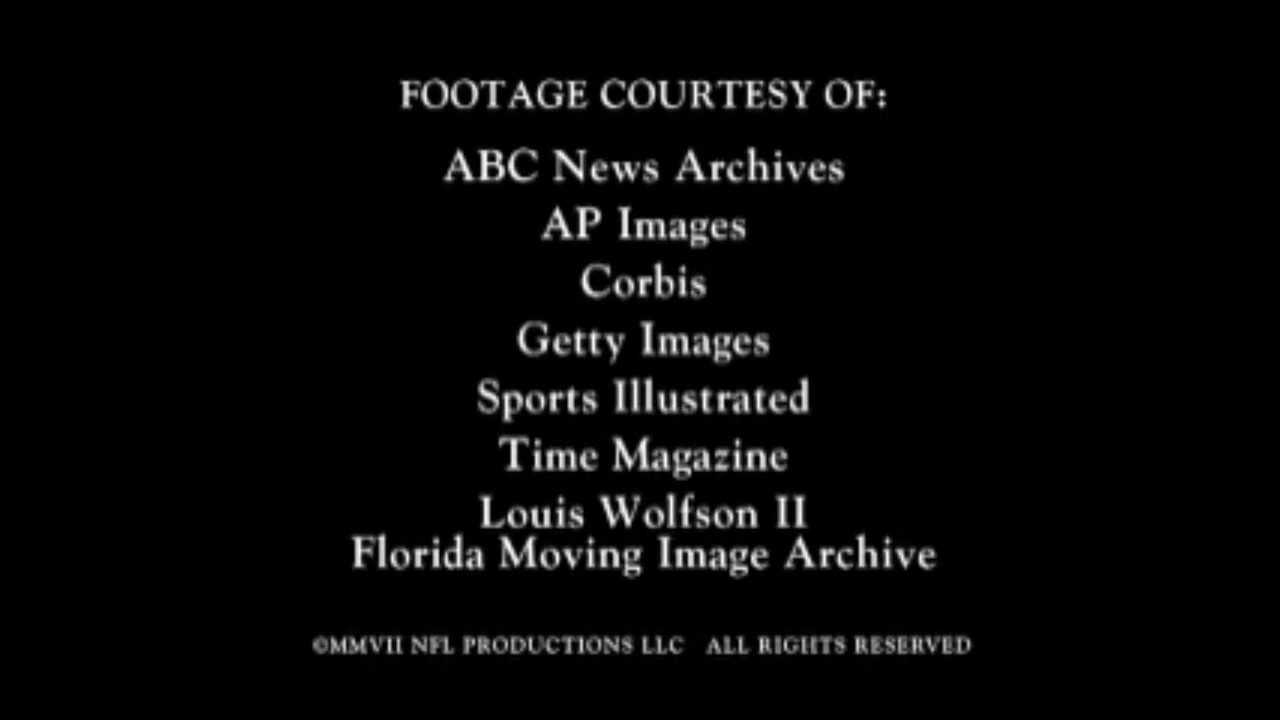 FOOTAGE COURTESY OF:
ABC News Archives
AP Images
Corbis
Getty Images
Sports Illustrated
Time Magazine
Louis Wolfson II
Florida Moving Image Archive
©MMVII NFL PRODUCTIONS LLC ALL RIGHTS RESERVED